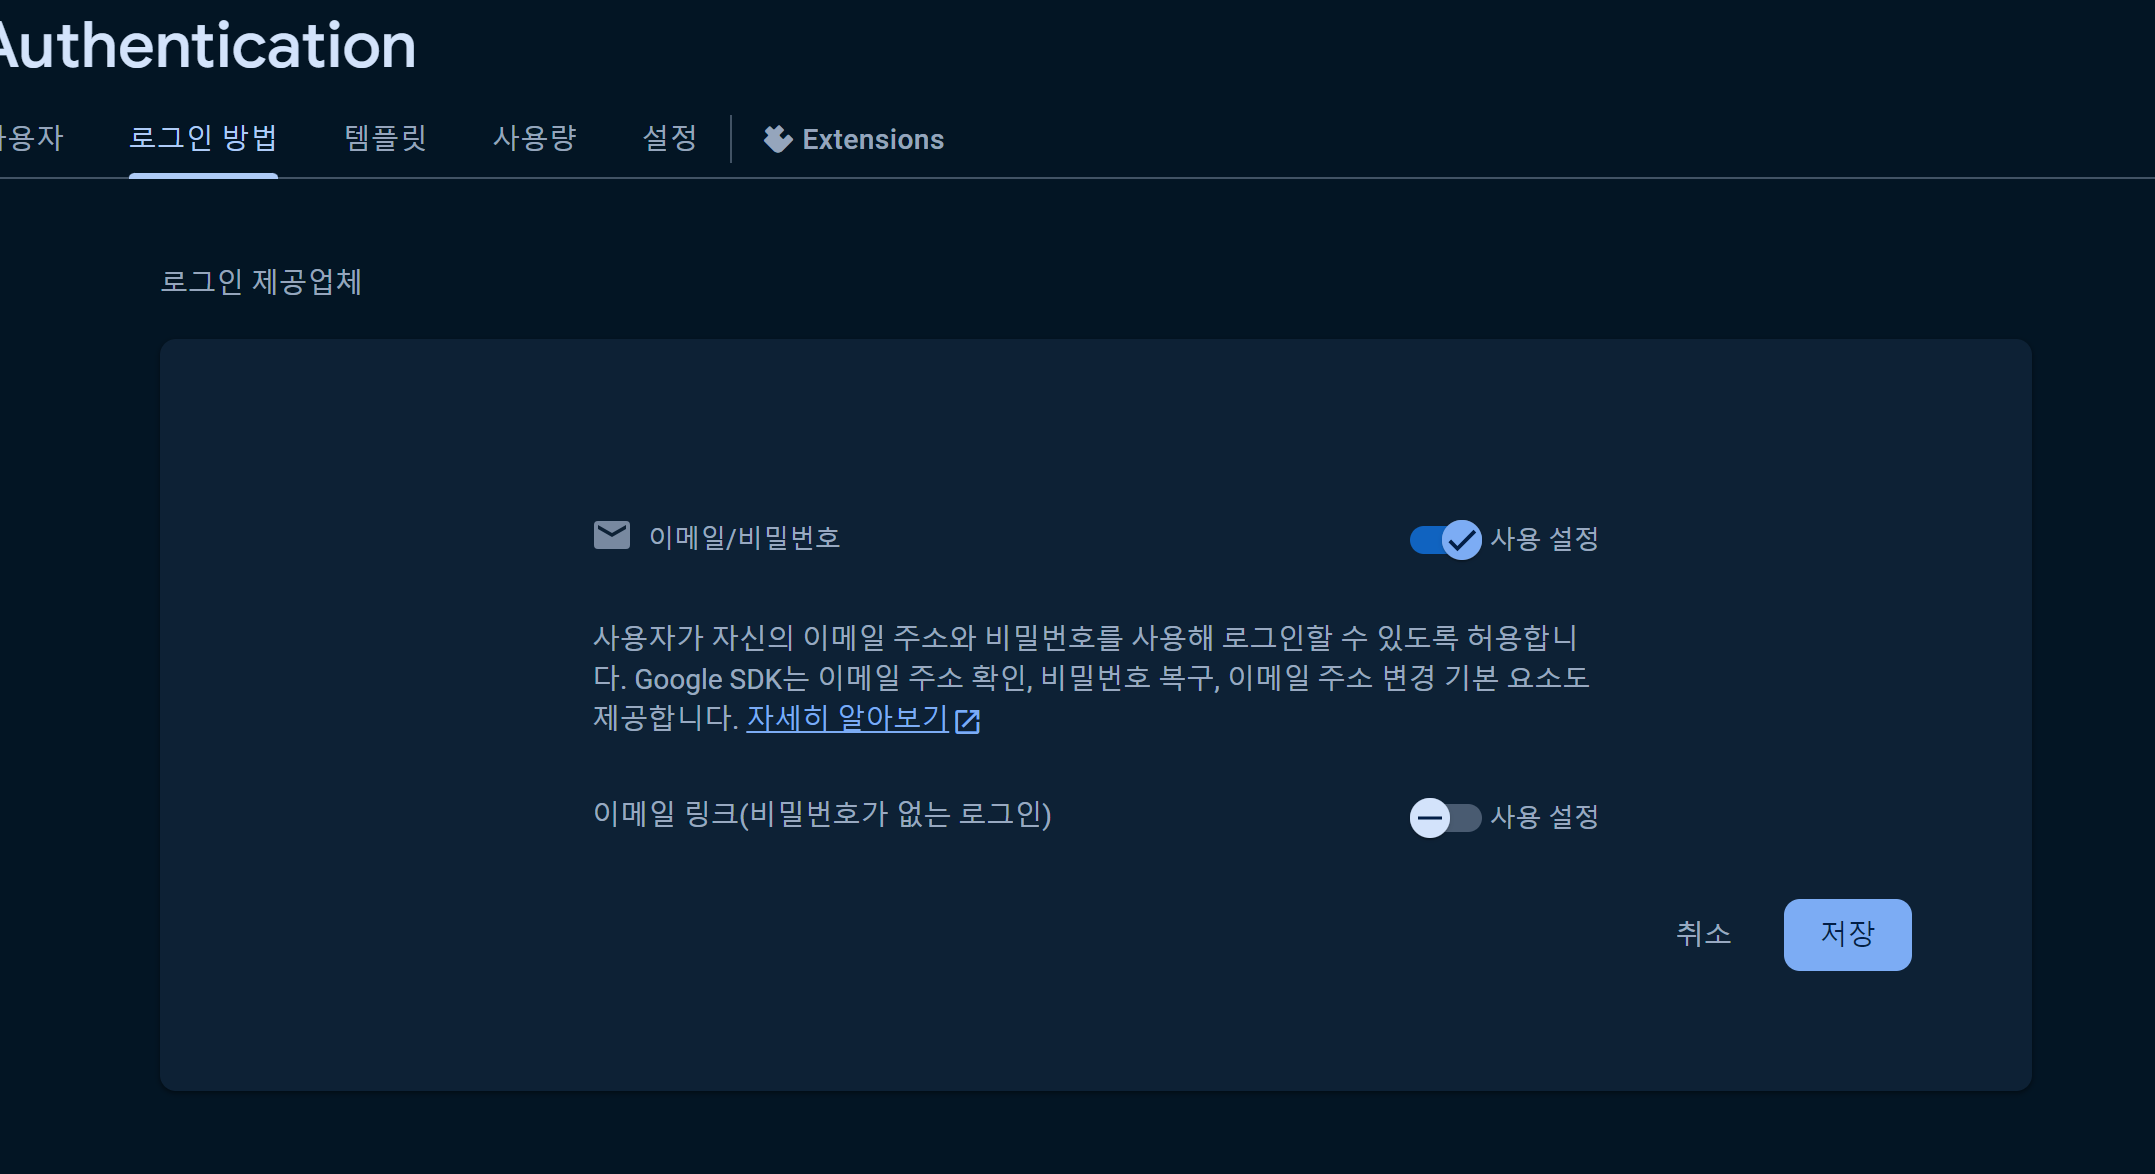 Authentication
사용자
로그인 방법
템플릿
사용량
설정
Extensions
로그인 제공업체
이메일/비밀번호
사용 설정
사용자가 자신의 이메일 주소와 비밀번호를 사용해 로그인할 수 있도록 허용합니
다. Google SDK는 이메일 주소 확인, 비밀번호 복구, 이메일 주소 변경 기본 요소도
제공합니다. 자세히 알아보기
이메일 링크(비밀번호가 없는 로그인)
사용 설정
취소
저장